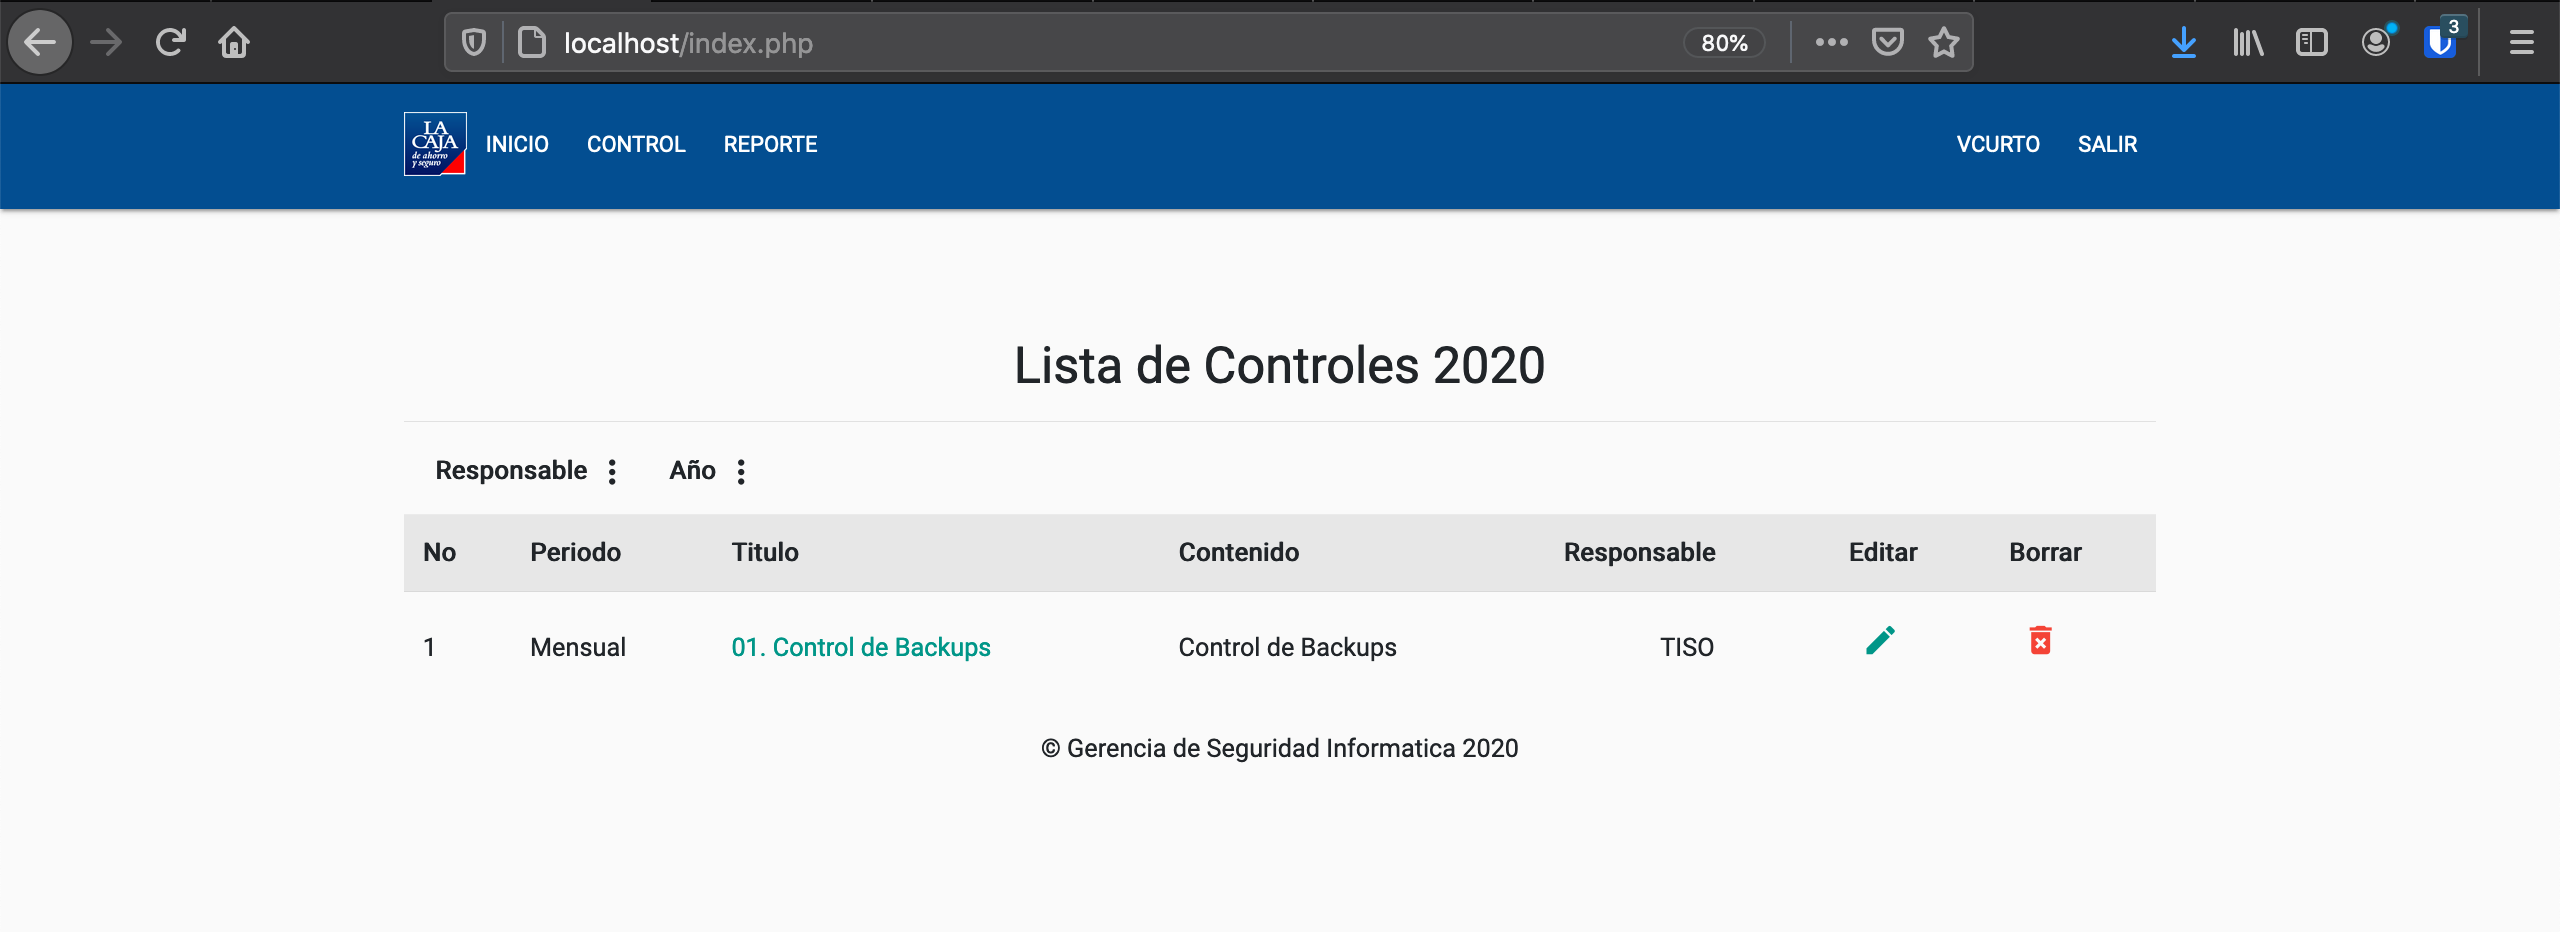 localhost/index.php
80%
3
LA
CAJA
de ahorro
y seguro
INICIO CONTROL REPORTE VCURTO SALIR
Lista de Controles 2020
Responsable Año
No Periodo Titulo Contenido Responsable Editar Borrar
1 Mensual 01. Control de Backups Control de Backups TISO
© Gerencia de Seguridad Informatica 2020